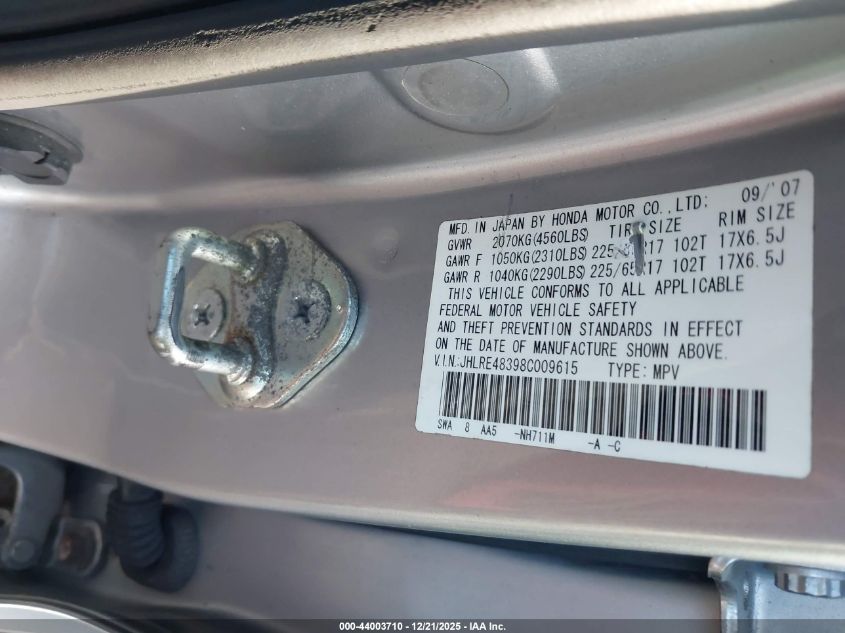 MFD. IN JAPAN BY HONDA MOTOR CO.,LTD: 09/'07
GVWR 2070KG(4560LBS) TIRE SIZE RIM SIZE
GAWR F 1050KG(2310LBS) 225 R17 102T 17X6.5J
GAWR R 1040KG(2290LBS) 225/65R17 102T 17X6.5J
THIS VEHICLE CONFORMS TO ALL APPLICABLE
FEDERAL MOTOR VEHICLE SAFETY
AND THEFT PREVENTION STANDARDS IN EFFECT
ON THE DATE OF MANUFACTURE SHOWN ABOVE.
V.I.N:JHLRE48398C009615 TYPE: MPV
SWA 8 AA5 -NH711M -A -C
000-44003710 - 12/21/2025 - IAA Inc.